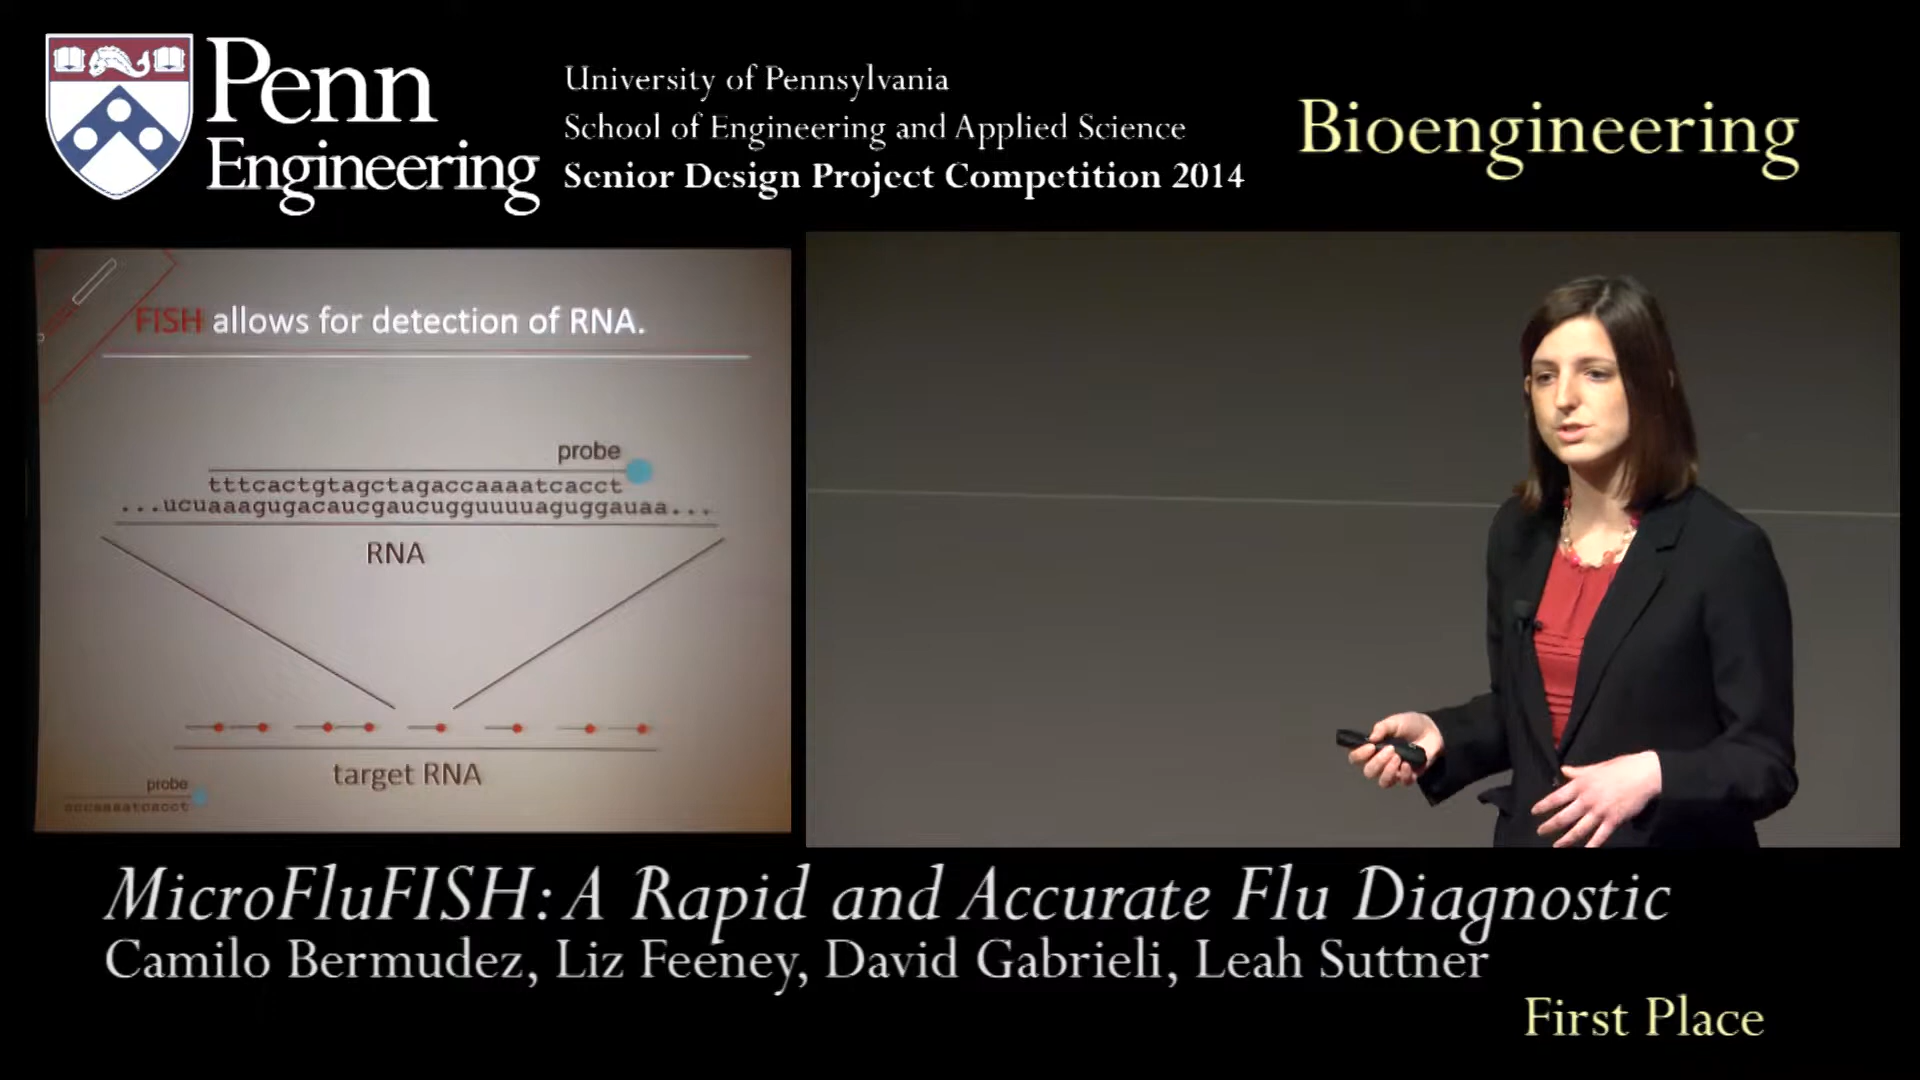 Penn
Engineering
University of Pennsylvania
School of Engineering and Applied Science
Senior Design Project Competition 2014
Bioengineering
FISH allows for detection of RNA.
probe
tttcactgtagctagaccaaaatcacct
...ucuaaagugacaucgaucugguuuuaguggauaa...
RNA
target RNA
probe
accaaaatcacct
MicroFluFISH: A Rapid and Accurate Flu Diagnostic
Camilo Bermudez, Liz Feeney, David Gabrieli, Leah Suttner
First Place